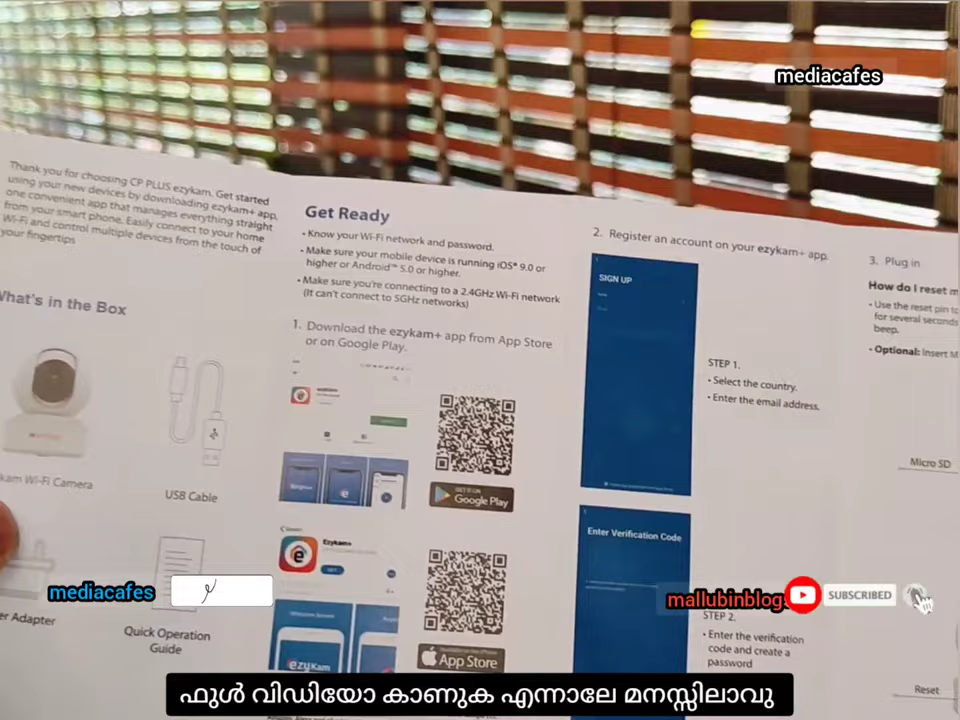 mediacafes
Thank you for choosing CP PLUS ezykam. Get started
using your new devices by downloading ezykam+ app,
one convenient app that manages everything straight
from your smart phone. Easily connect to your home
Wi-Fi and control multiple devices from the touch of
your fingertips
What's in the Box
kam Wi-Fi Camera
USB Cable
er Adapter
Quick Operation
Guide
Get Ready
• Know your Wi-Fi network and password.
• Make sure your mobile device is running iOS® 9.0 or
higher or Android™ 5.0 or higher.
• Make sure you're connecting to a 2.4GHz Wi-Fi network
(It can't connect to 5GHz networks)
1. Download the ezykam+ app from App Store
or on Google Play.
GET IT ON
Google Play
Ezykam+
GET
ezyKam
App Store
2. Register an account on your ezykam+ app.
SIGN UP
STEP 1.
• Select the country.
• Enter the email address.
Enter Verification Code
STEP 2.
• Enter the verification
code and create a
password
3. Plug in
How do I reset m
• Use the reset pin to
for several seconds
beep.
• Optional: Insert M
Micro SD
Reset
mediacafes
mallubinblog
SUBSCRIBED
ഫുൾ വിഡിയോ കാണുക എന്നാലേ മനസ്സിലാവു